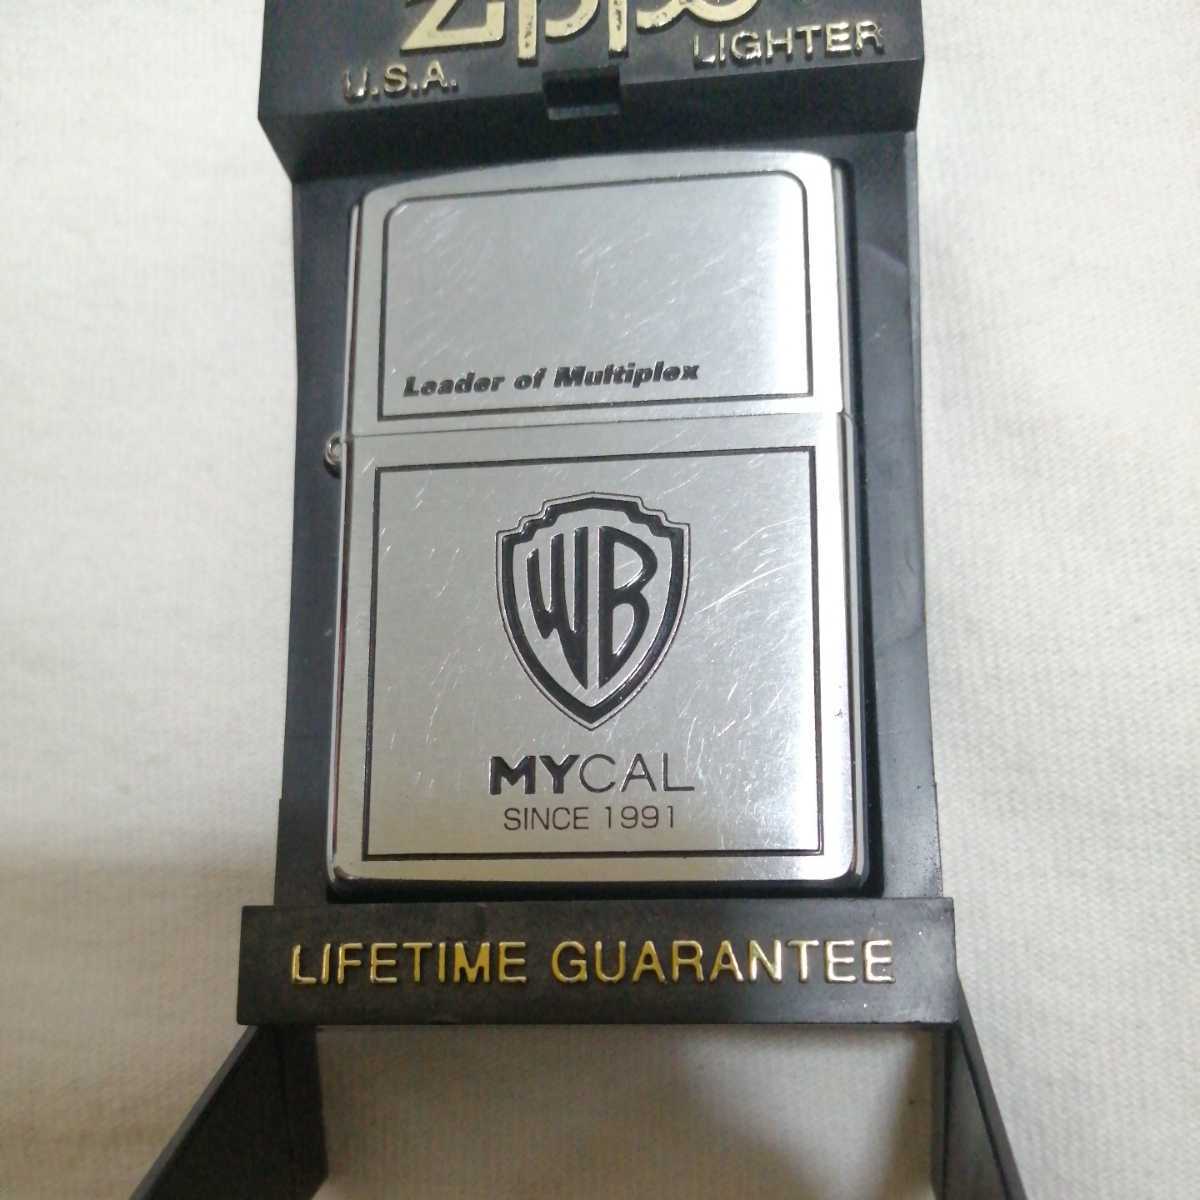 Zippo
U.S.A. LIGHTER
Leader of Multiplex
WB
MYCAL
SINCE 1991
LIFETIME GUARANTEE